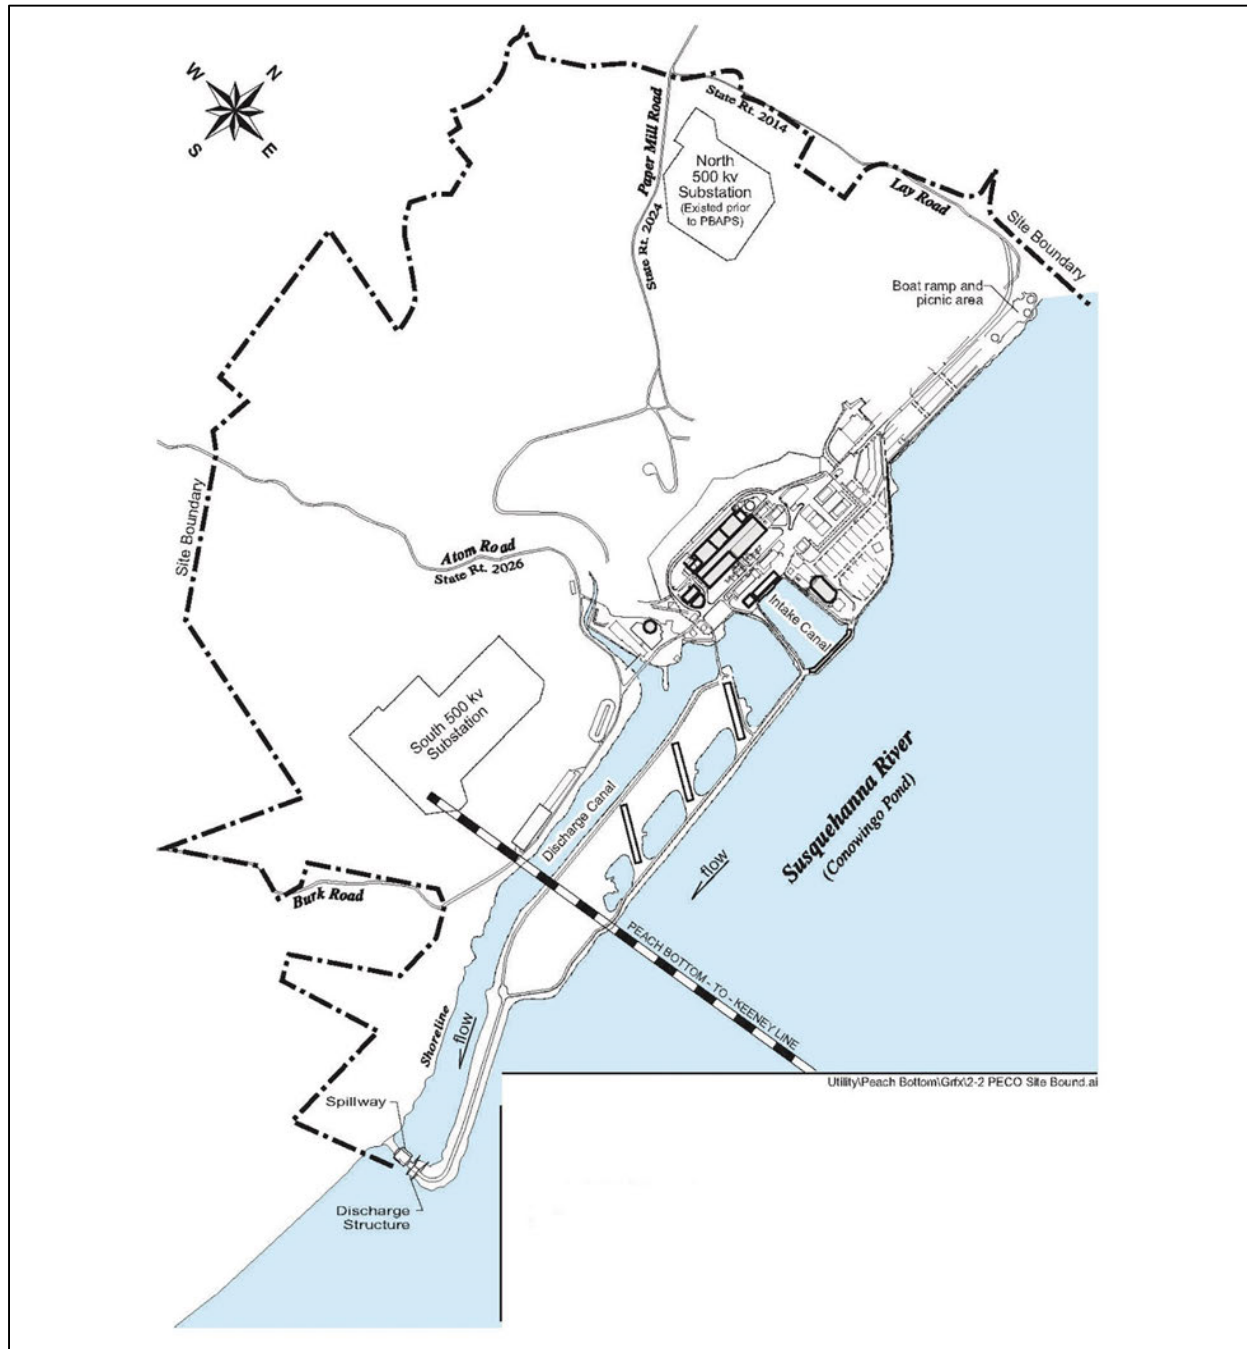 W
N
S
E
Paper Mill Road
State Rt. 2024
State Rt. 2014
North
500 kv
Substation
(Existed prior
to PBAPS)
Lay Road
Site Boundary
Boat ramp and
picnic area
Site Boundary
Atom Road
State Rt. 2026
Intake Canal
South 500 kv
Substation
Discharge Canal
Susquehanna River
(Conowingo Pond)
flow
Burk Road
PEACH BOTTOM - TO - KEENEY LINE
Shoreline
flow
Utility\Peach Bottom\Grfx\2-2 PECO Site Bound.ai
Spillway
Discharge
Structure